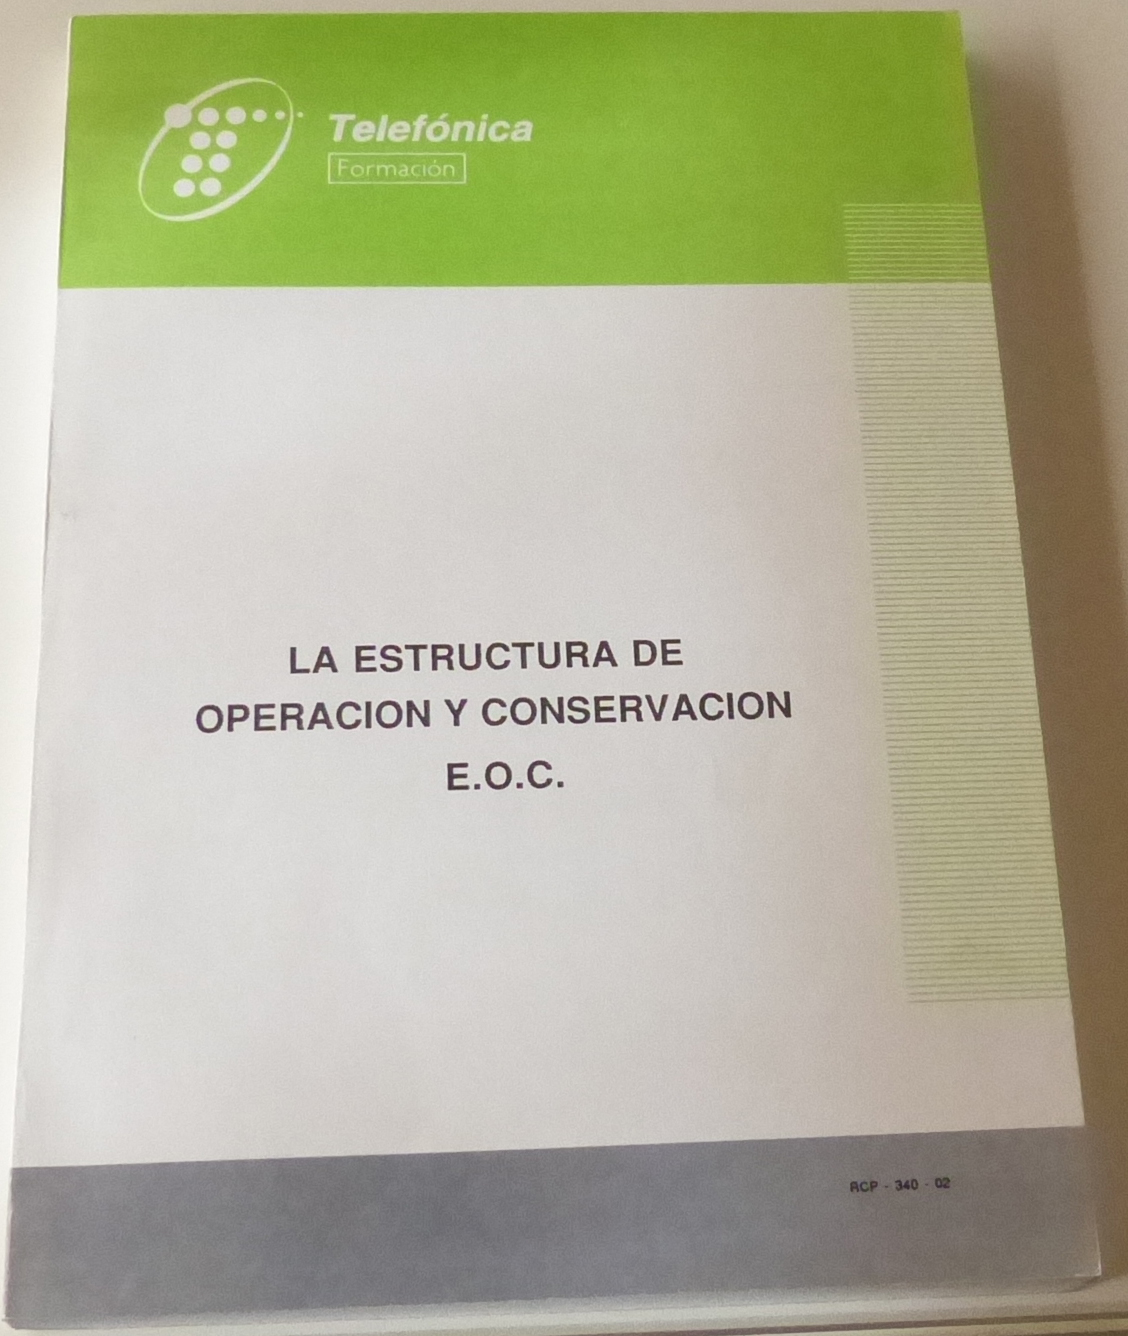 Telefónica
Formación
LA ESTRUCTURA DE
OPERACION Y CONSERVACION
E.O.C.
RCP - 340 - 02